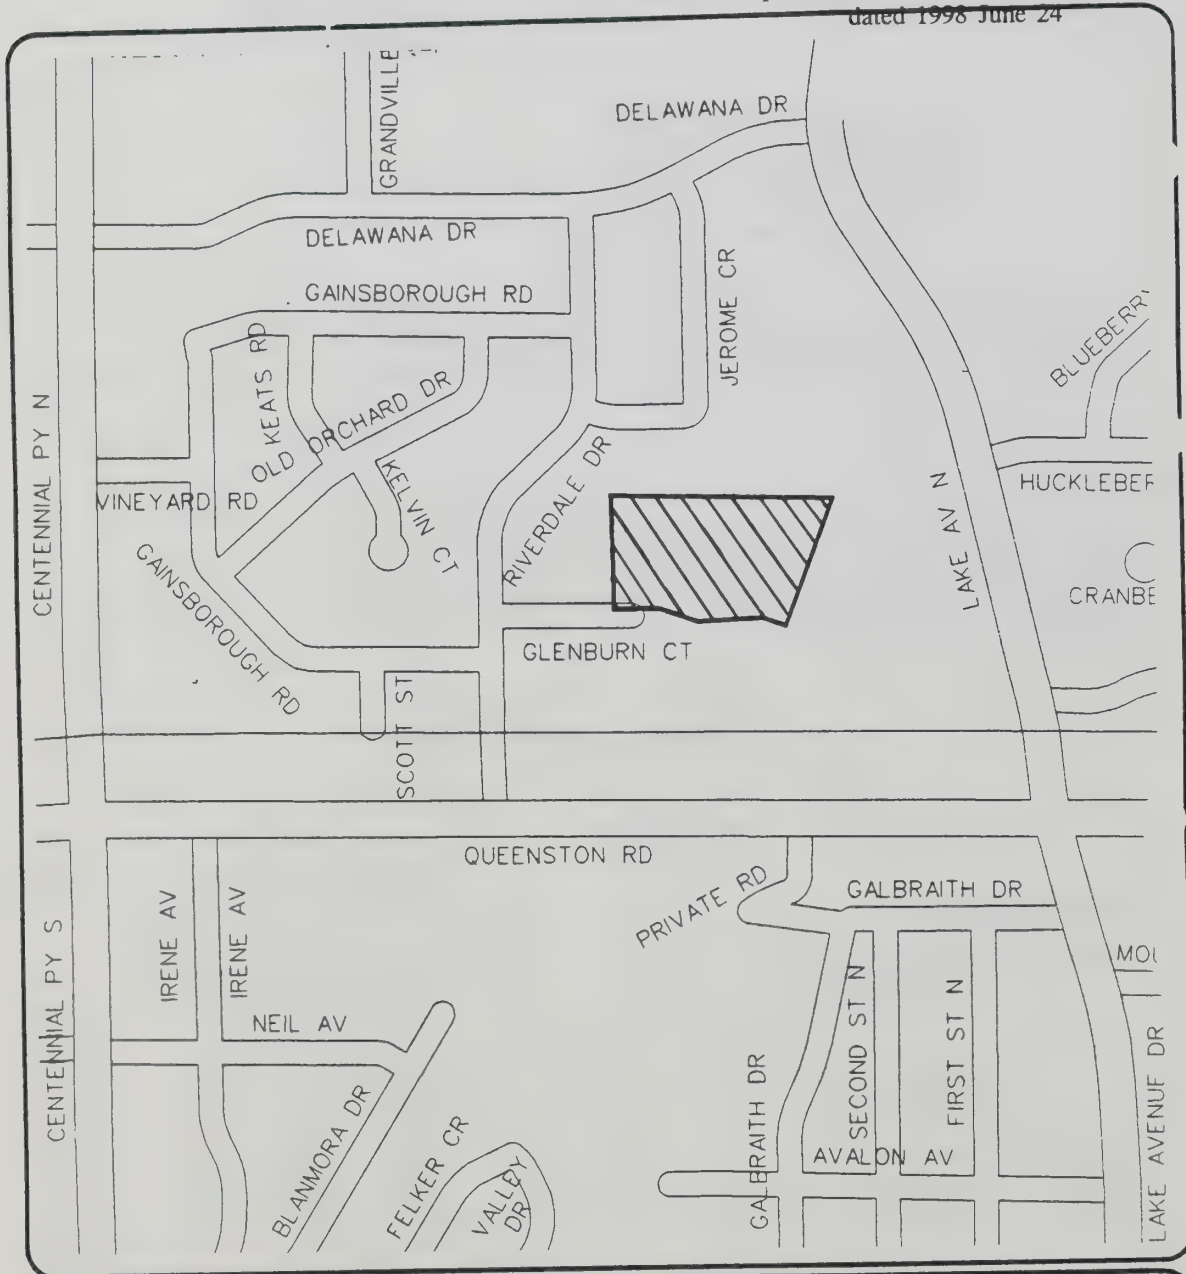 dated 1998 June 24
GRANDVILLE
DELAWANA DR
DELAWANA DR
GAINSBOROUGH RD
JEROME CR
BLUEBERRY
KEATS RD
OLD ORCHARD DR
CENTENNIAL PY N
VINEYARD RD
KELVIN CT
RIVERDALE DR
LAKE AV N
HUCKLEBER
GAINSBOROUGH RD
CRANBE
GLENBURN CT
SCOTT ST
QUEENSTON RD
PRIVATE RD
GALBRAITH DR
IRENE AV
IRENE AV
CENTENNIAL PY S
NEIL AV
MOU
SECOND ST N
FIRST ST N
GALBRAITH DR
BLANMORA DR
FELKER CR
VALLEY
DR
AVALON AV
LAKE AVENUE DR